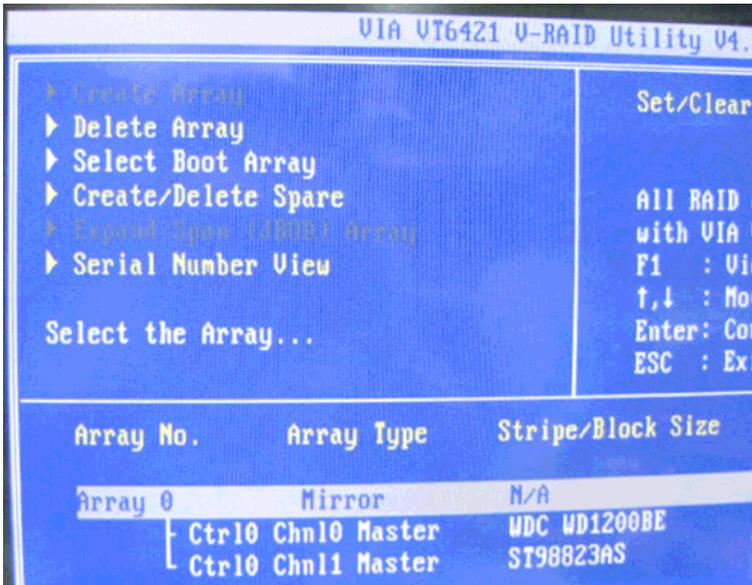 VIA VT6421 V-RAID Utility V4.
Create Array
Delete Array
Select Boot Array
Create/Delete Spare
Expand Span (JBOD) Array
Serial Number View
Select the Array...
Set/Clear
All RAID
with VIA
F1 : Vi
↑,↓ : Mo
Enter: Co
ESC : Ex
Array No. Array Type Stripe/Block Size
Array 0 Mirror N/A
Ctrl0 Chnl0 Master WDC WD1200BE
Ctrl0 Chnl1 Master ST98823AS